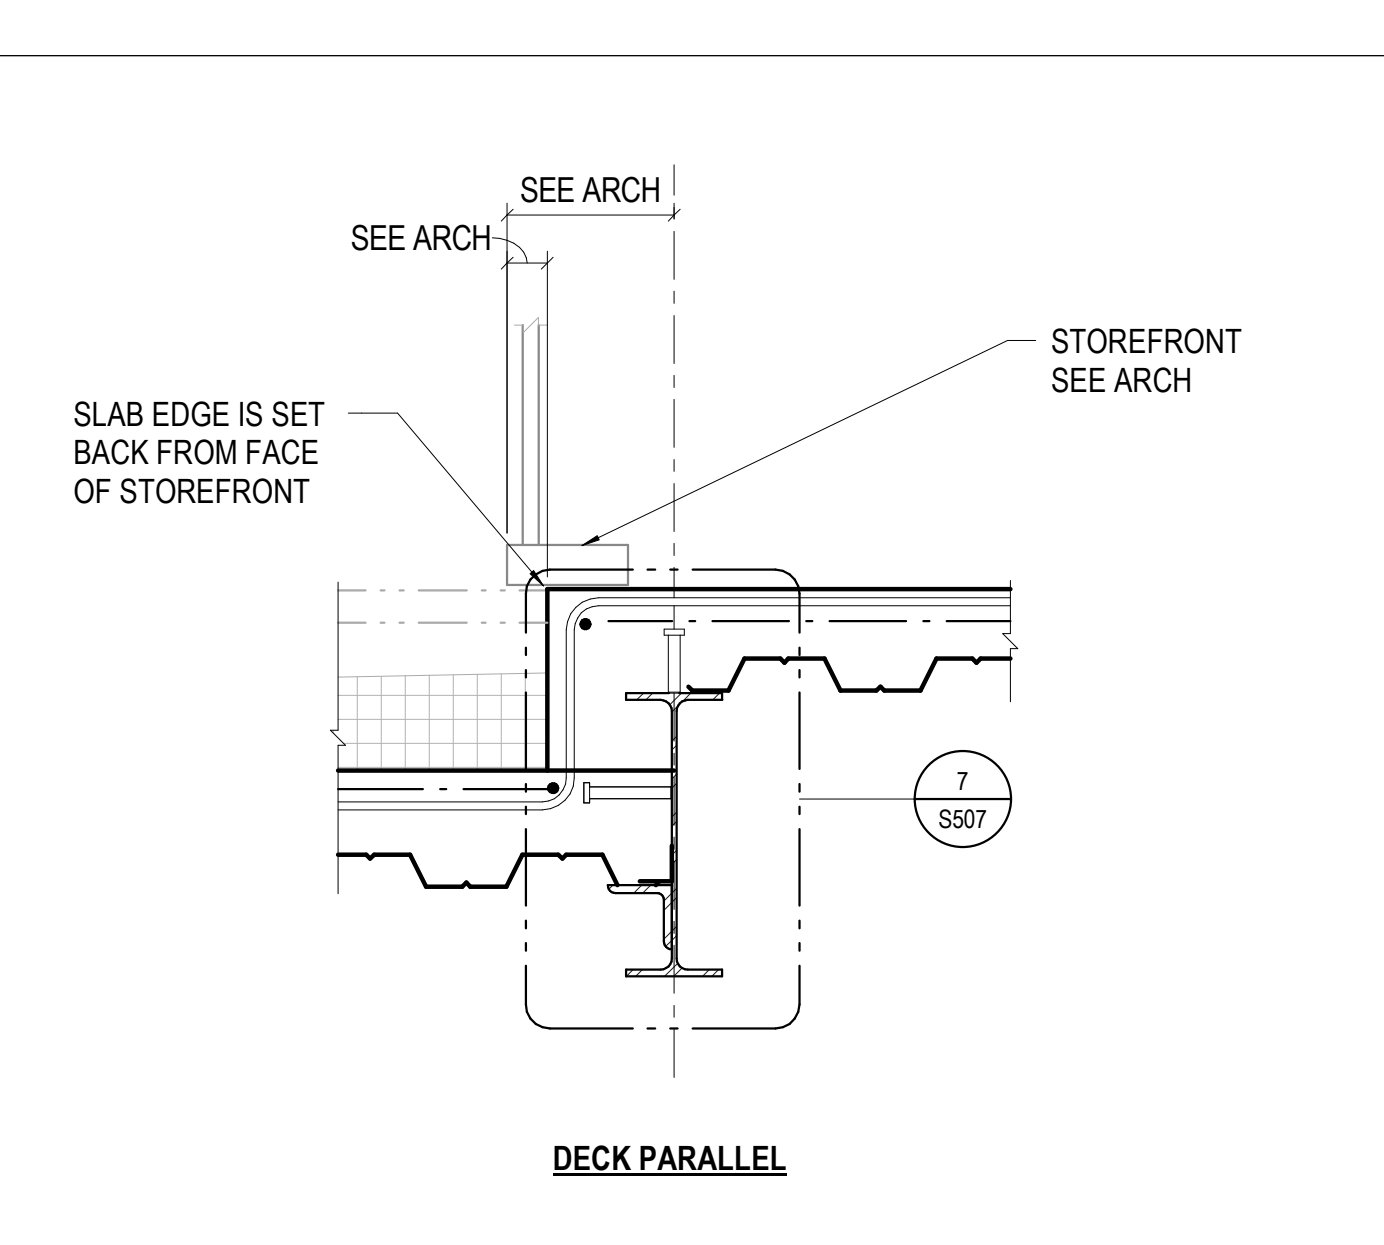 SEE ARCH
SEE ARCH
STOREFRONT
SEE ARCH
SLAB EDGE IS SET
BACK FROM FACE
OF STOREFRONT
7
S507
DECK PARALLEL